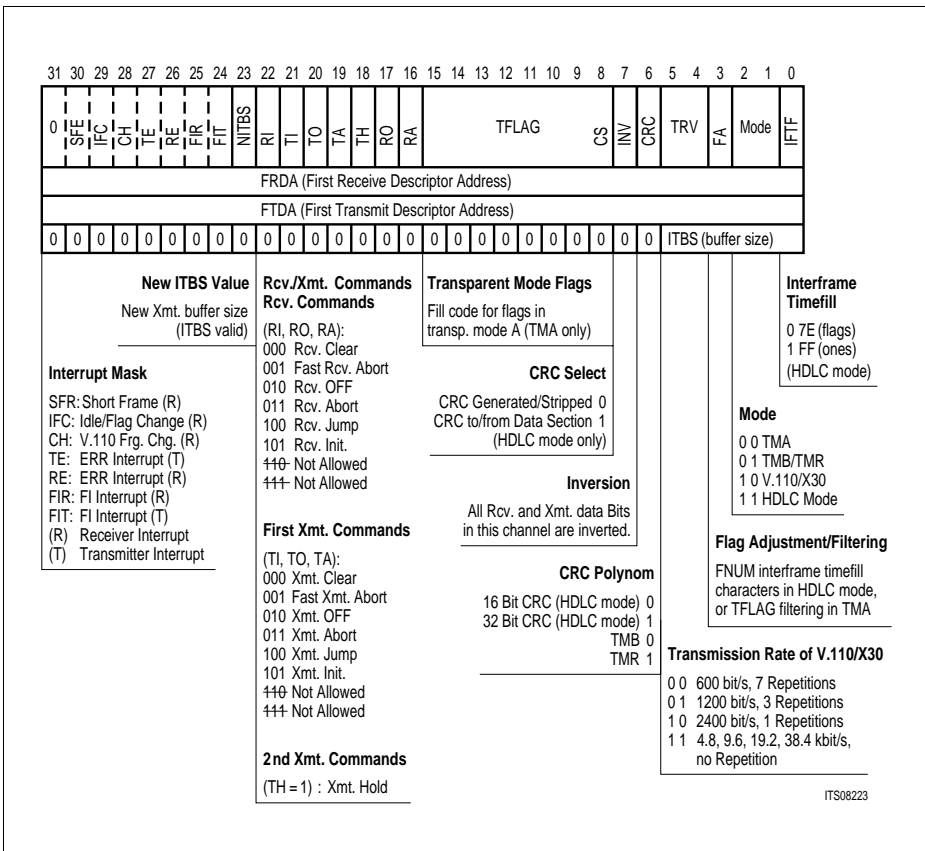 31 30 29 28 27 26 25 24 23 22 21 20 19 18 17 16 15 14 13 12 11 10 9 8 7 6 5 4 3 2 1 0
0 SFE IFC CH TE RE FIR FIT NITBS RI TI TO TA TH RO RA TFLAG CS INV CRC TRV FA Mode IFTF
FRDA (First Receive Descriptor Address)
FTDA (First Transmit Descriptor Address)
0 0 0 0 0 0 0 0 0 0 0 0 0 0 0 0 0 0 0 0 0 0 0 0 0 0 ITBS (buffer size)
New ITBS Value
New Xmt. buffer size
(ITBS valid)
Interrupt Mask
SFR: Short Frame (R)
IFC: Idle/Flag Change (R)
CH: V.110 Frg. Chg. (R)
TE: ERR Interrupt (T)
RE: ERR Interrupt (R)
FIR: FI Interrupt (R)
FIT: FI Interrupt (T)
(R) Receiver Interrupt
(T) Transmitter Interrupt
Rcv./Xmt. Commands
Rcv. Commands
(RI, RO, RA):
000 Rcv. Clear
001 Fast Rcv. Abort
010 Rcv. OFF
011 Rcv. Abort
100 Rcv. Jump
101 Rcv. Init.
110 Not Allowed
111 Not Allowed
First Xmt. Commands
(TI, TO, TA):
000 Xmt. Clear
001 Fast Xmt. Abort
010 Xmt. OFF
011 Xmt. Abort
100 Xmt. Jump
101 Xmt. Init.
110 Not Allowed
111 Not Allowed
2nd Xmt. Commands
(TH = 1) : Xmt. Hold
Transparent Mode Flags
Fill code for flags in
transp. mode A (TMA only)
CRC Select
CRC Generated/Stripped 0
CRC to/from Data Section 1
(HDLC mode only)
Inversion
All Rcv. and Xmt. data Bits
in this channel are inverted.
CRC Polynom
16 Bit CRC (HDLC mode) 0
32 Bit CRC (HDLC mode) 1
TMB 0
TMR 1
Interframe
Timefill
0 7E (flags)
1 FF (ones)
(HDLC mode)
Mode
0 0 TMA
0 1 TMB/TMR
1 0 V.110/X30
1 1 HDLC Mode
Flag Adjustment/Filtering
FNUM interframe timefill
characters in HDLC mode,
or TFLAG filtering in TMA
Transmission Rate of V.110/X30
0 0 600 bit/s, 7 Repetitions
0 1 1200 bit/s, 3 Repetitions
1 0 2400 bit/s, 1 Repetitions
1 1 4.8, 9.6, 19.2, 38.4 kbit/s,
no Repetition
ITS08223